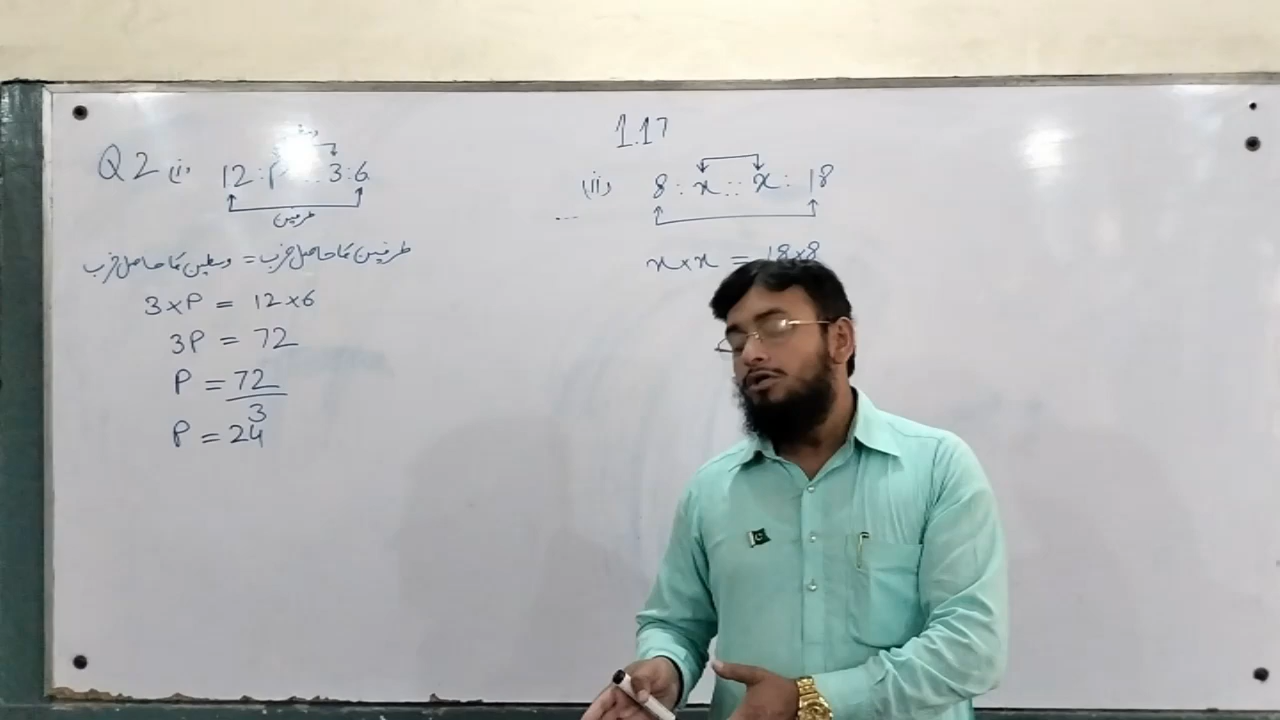 1.17
Q2 (i) 12 : P :: 3 : 6
طرفین
طرفین کا حاصل ضرب = وسطین کا حاصل ضرب
3 × P = 12 × 6
3P = 72
P = 72/3
P = 24
(ii) 8 : x :: x : 18
x × x = 18 × 8